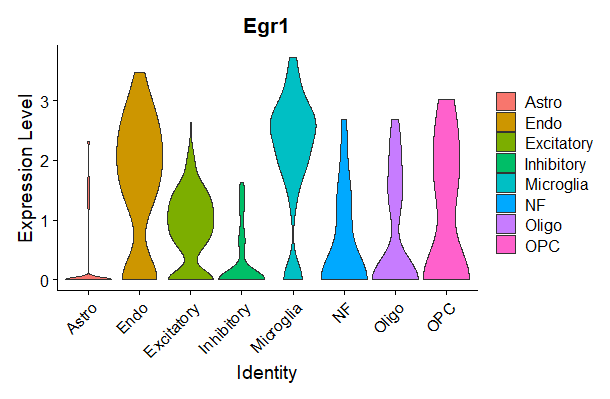 Egr1
Expression Level
3
2
1
0
Astro
Endo
Excitatory
Inhibitory
Microglia
NF
Oligo
OPC
Identity
Astro
Endo
Excitatory
Inhibitory
Microglia
NF
Oligo
OPC